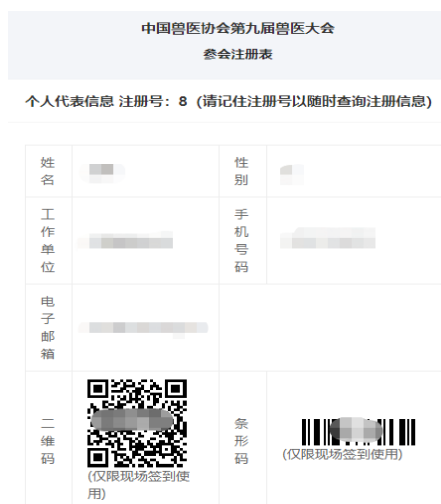 中国兽医协会第九届兽医大会
参会注册表
个人代表信息 注册号：8（请记住注册号以随时查询注册信息）
姓名
性别
工作单位
手机号码
电子邮箱
二维码
(仅限现场签到使用)
条形码
(仅限现场签到使用)